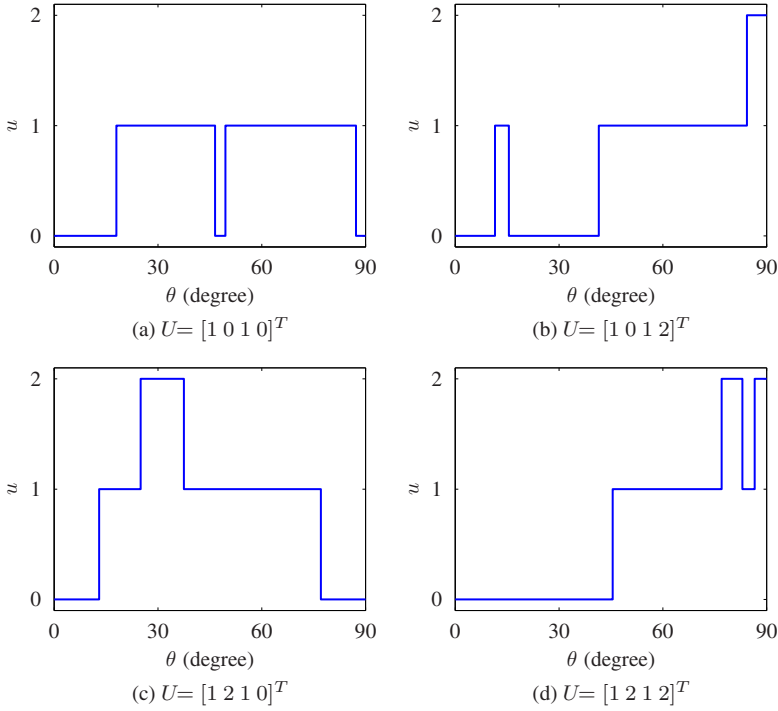 2
1
0
u
0 30 60 90
θ (degree)
(a) U= [1 0 1 0]^T
2
1
0
u
0 30 60 90
θ (degree)
(b) U= [1 0 1 2]^T
2
1
0
u
0 30 60 90
θ (degree)
(c) U= [1 2 1 0]^T
2
1
0
u
0 30 60 90
θ (degree)
(d) U= [1 2 1 2]^T